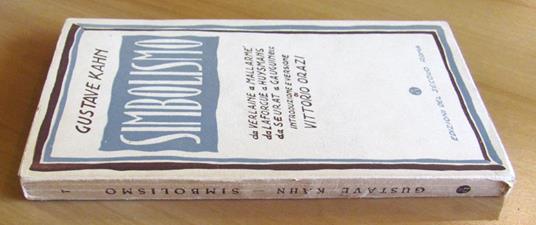 GUSTAVE KAHN
SIMBOLISMO
da VERLAINE a MALLARMÉ
da LAFORGUE a HUYSMANS
da SEURAT a GAUGUIN ecc
INTRODUZIONE E VERSIONE
DI
VITTORIO ORAZI
EDIZIONI DEL SECOLO ROMA
GUSTAVE KAHN — SIMBOLISMO